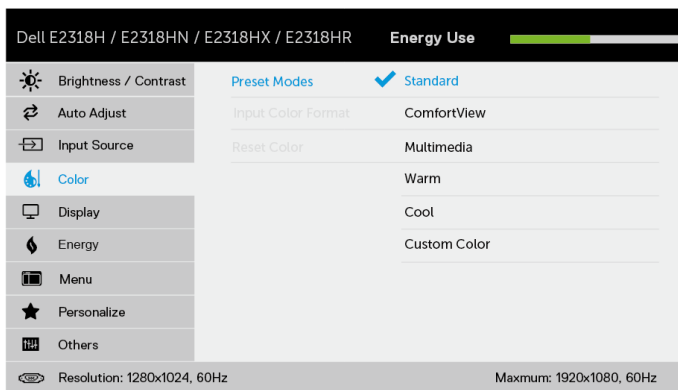 Dell E2318H / E2318HN / E2318HX / E2318HR Energy Use
Brightness / Contrast Preset Modes Standard
Auto Adjust Input Color Format ComfortView
Input Source Reset Color Multimedia
Color Warm
Display Cool
Energy Custom Color
Menu
Personalize
Others
Resolution: 1280x1024, 60Hz Maxmum: 1920x1080, 60Hz